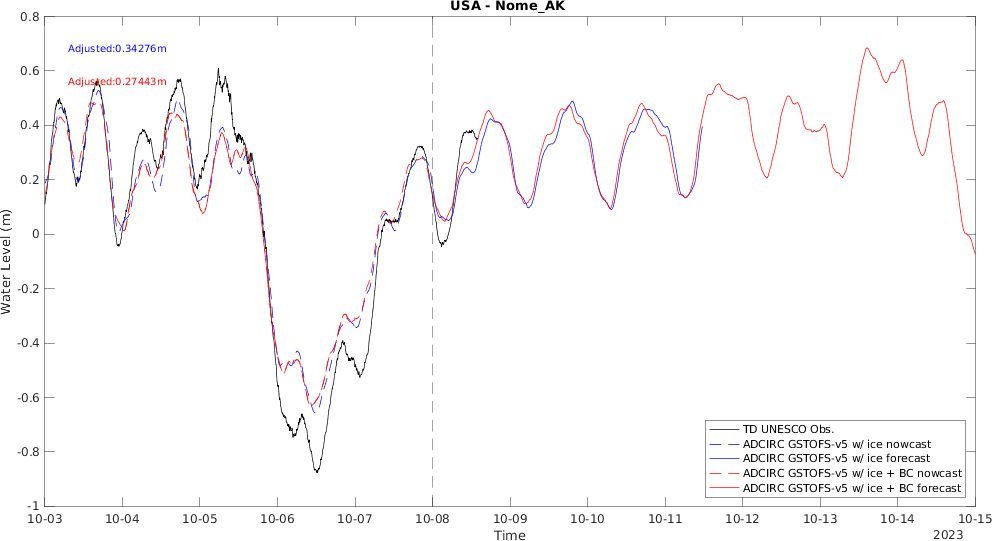 USA - Nome_AK
Adjusted:0.34276m
Adjusted:0.27443m
Water Level (m)
0.8
0.6
0.4
0.2
0
-0.2
-0.4
-0.6
-0.8
-1
TD UNESCO Obs.
ADCIRC GSTOFS-v5 w/ ice nowcast
ADCIRC GSTOFS-v5 w/ ice forecast
ADCIRC GSTOFS-v5 w/ ice + BC nowcast
ADCIRC GSTOFS-v5 w/ ice + BC forecast
10-03 10-04 10-05 10-06 10-07 10-08 10-09 10-10 10-11 10-12 10-13 10-14 10-15
Time
2023